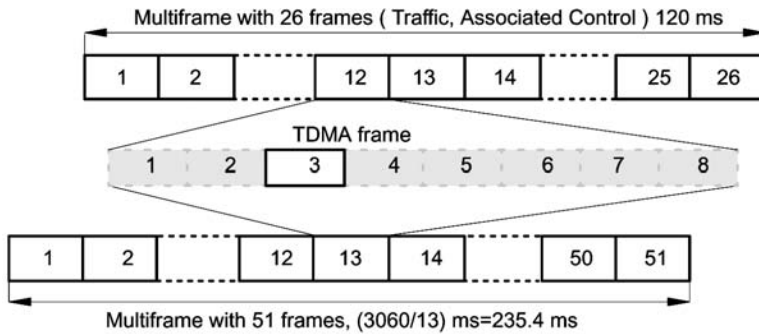 Multiframe with 26 frames ( Traffic, Associated Control ) 120 ms
1 2 12 13 14 25 26
TDMA frame
1 2 3 4 5 6 7 8
1 2 12 13 14 50 51
Multiframe with 51 frames, (3060/13) ms=235.4 ms